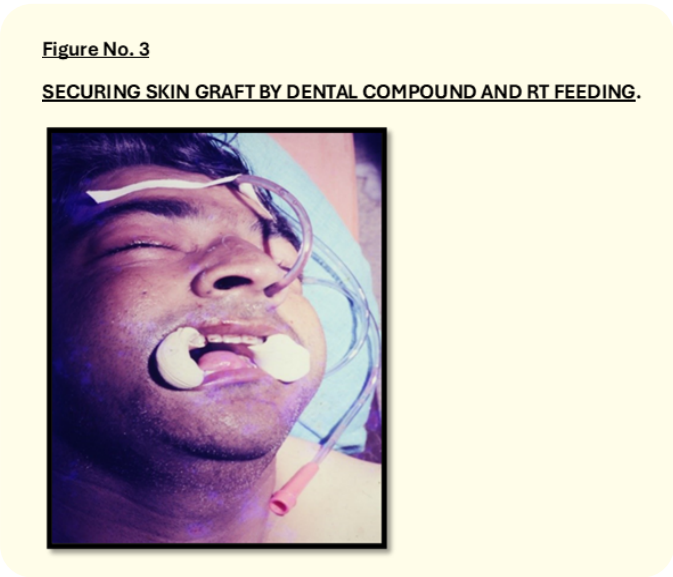 Figure No. 3
SECURING SKIN GRAFT BY DENTAL COMPOUND AND RT FEEDING.